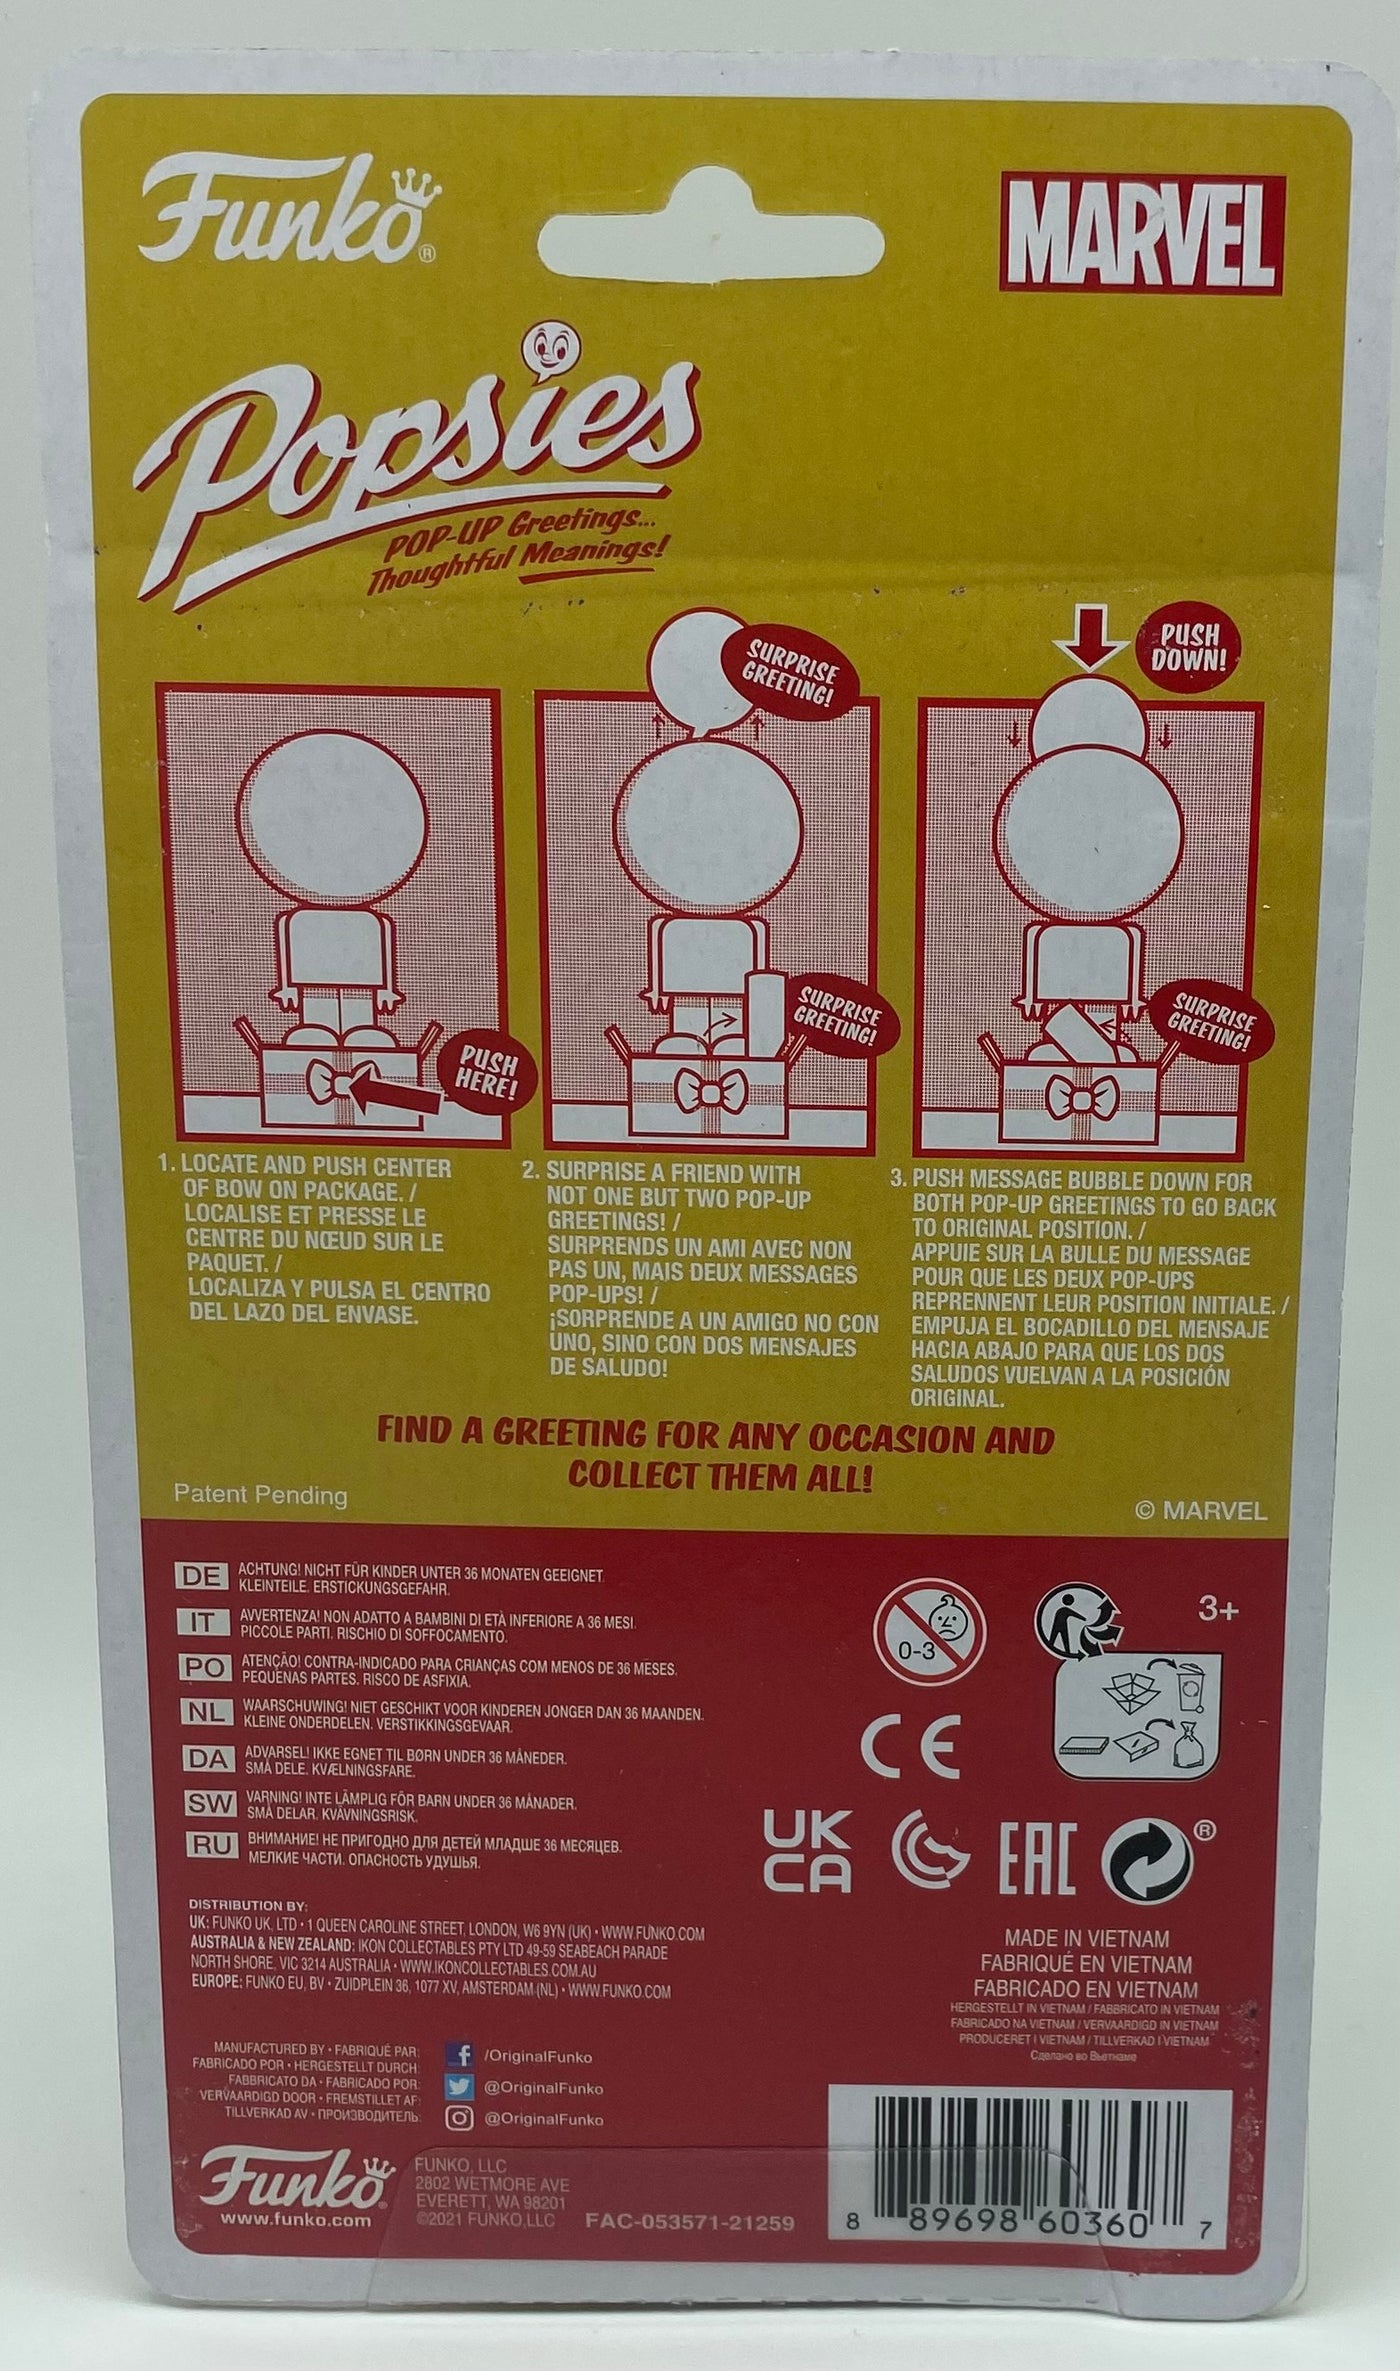 Funko®
MARVEL
Popsies
POP-UP Greetings...
Thoughtful Meanings!
PUSH
HERE!
SURPRISE
GREETING!
SURPRISE
GREETING!
PUSH
DOWN!
SURPRISE
GREETING!
1. LOCATE AND PUSH CENTER
OF BOW ON PACKAGE. /
LOCALISE ET PRESSE LE
CENTRE DU NŒUD SUR LE
PAQUET. /
LOCALIZA Y PULSA EL CENTRO
DEL LAZO DEL ENVASE.
2. SURPRISE A FRIEND WITH
NOT ONE BUT TWO POP-UP
GREETINGS! /
SURPRENDS UN AMI AVEC NON
PAS UN, MAIS DEUX MESSAGES
POP-UPS! /
¡SORPRENDE A UN AMIGO NO CON
UNO, SINO CON DOS MENSAJES
DE SALUDO!
3. PUSH MESSAGE BUBBLE DOWN FOR
BOTH POP-UP GREETINGS TO GO BACK
TO ORIGINAL POSITION. /
APPUIE SUR LA BULLE DU MESSAGE
POUR QUE LES DEUX POP-UPS
REPRENNENT LEUR POSITION INITIALE. /
EMPUJA EL BOCADILLO DEL MENSAJE
HACIA ABAJO PARA QUE LOS DOS
SALUDOS VUELVAN A LA POSICIÓN
ORIGINAL.
FIND A GREETING FOR ANY OCCASION AND
COLLECT THEM ALL!
Patent Pending
© MARVEL
DE ACHTUNG! NICHT FÜR KINDER UNTER 36 MONATEN GEEIGNET
KLEINTEILE. ERSTICKUNGSGEFAHR.
IT AVVERTENZA! NON ADATTO A BAMBINI DI ETÀ INFERIORE A 36 MESI.
PICCOLE PARTI. RISCHIO DI SOFFOCAMENTO.
PO ATENÇÃO! CONTRA-INDICADO PARA CRIANÇAS COM MENOS DE 36 MESES.
PEQUENAS PARTES. RISCO DE ASFIXIA.
NL WAARSCHUWING! NIET GESCHIKT VOOR KINDEREN JONGER DAN 36 MAANDEN.
KLEINE ONDERDELEN. VERSTIKKINGSGEVAAR.
DA ADVARSEL! IKKE EGNET TIL BØRN UNDER 36 MÅNEDER.
SMÅ DELE. KVÆLNINGSFARE.
SW VARNING! INTE LÄMPLIG FÖR BARN UNDER 36 MÅNADER.
SMÅ DELAR. KVÄVNINGSRISK.
RU ВНИМАНИЕ! НЕ ПРИГОДНО ДЛЯ ДЕТЕЙ МЛАДШЕ 36 МЕСЯЦЕВ.
МЕЛКИЕ ЧАСТИ. ОПАСНОСТЬ УДУШЬЯ.
0-3
3+
CE
UK
CA
EAC
®
DISTRIBUTION BY:
UK: FUNKO UK, LTD • 1 QUEEN CAROLINE STREET, LONDON, W6 9YN (UK) • WWW.FUNKO.COM
AUSTRALIA & NEW ZEALAND: IKON COLLECTABLES PTY LTD 49-59 SEABEACH PARADE
NORTH SHORE, VIC 3214 AUSTRALIA • WWW.IKONCOLLECTABLES.COM.AU
EUROPE: FUNKO EU, BV • ZUIDPLEIN 36, 1077 XV, AMSTERDAM (NL) • WWW.FUNKO.COM
MADE IN VIETNAM
FABRIQUÉ EN VIETNAM
FABRICADO EN VIETNAM
HERGESTELLT IN VIETNAM / FABBRICATO IN VIETNAM
FABRICADO NA VIETNAM / VERVAARDIGD IN VIETNAM
PRODUCERET I VIETNAM / TILLVERKAD I VIETNAM
Сделано во Вьетнаме
MANUFACTURED BY • FABRIQUÉ PAR:
FABRICADO POR • HERGESTELLT DURCH:
FABBRICATO DA • FABRICADO POR:
VERVAARDIGD DOOR • FREMSTILLET AF:
TILLVERKAD AV • ПРОИЗВОДИТЕЛЬ:
/OriginalFunko
@OriginalFunko
@OriginalFunko
Funko®
www.funko.com
FUNKO, LLC
2802 WETMORE AVE
EVERETT, WA 98201
©2021 FUNKO,LLC
FAC-053571-21259
8 89698 60360 7